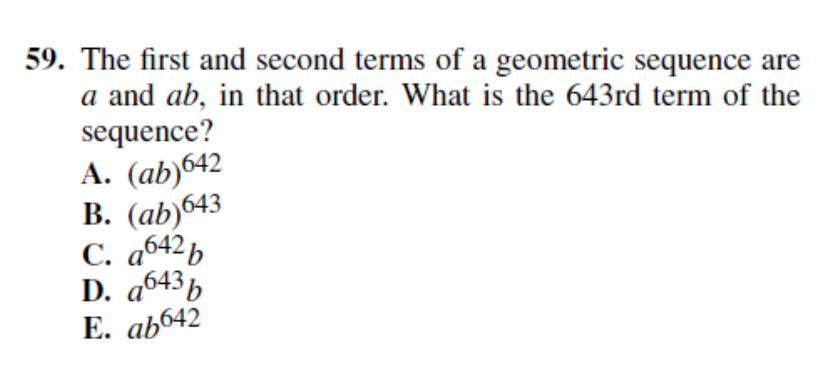 59. The first and second terms of a geometric sequence are
a and ab, in that order. What is the 643rd term of the
sequence?
A. (ab)^642
B. (ab)^643
C. a^642b
D. a^643b
E. ab^642